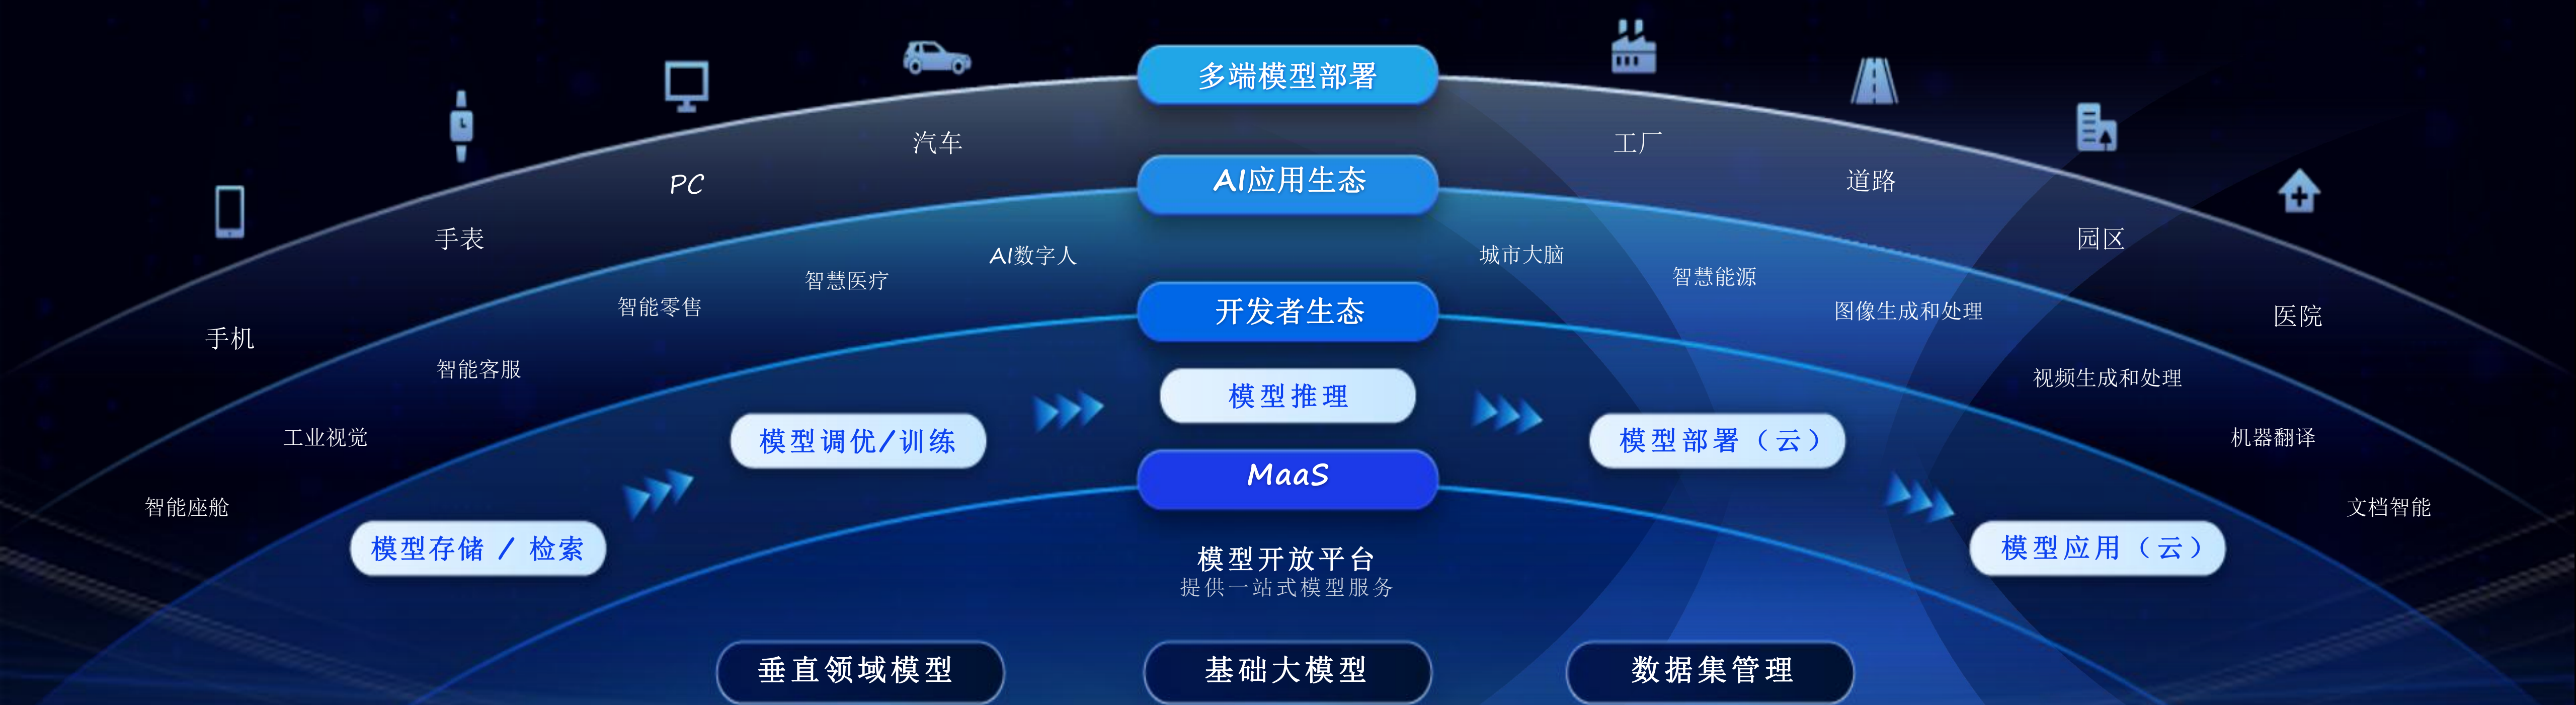 多端模型部署
汽车
工厂
PC
道路
手表
园区
手机
医院
AI应用生态
AI数字人
城市大脑
智慧医疗
智慧能源
智能零售
图像生成和处理
智能客服
视频生成和处理
工业视觉
机器翻译
智能座舱
文档智能
开发者生态
模型存储 / 检索
模型调优/训练
模型推理
模型部署（云）
模型应用（云）
MaaS
模型开放平台
提供一站式模型服务
垂直领域模型
基础大模型
数据集管理